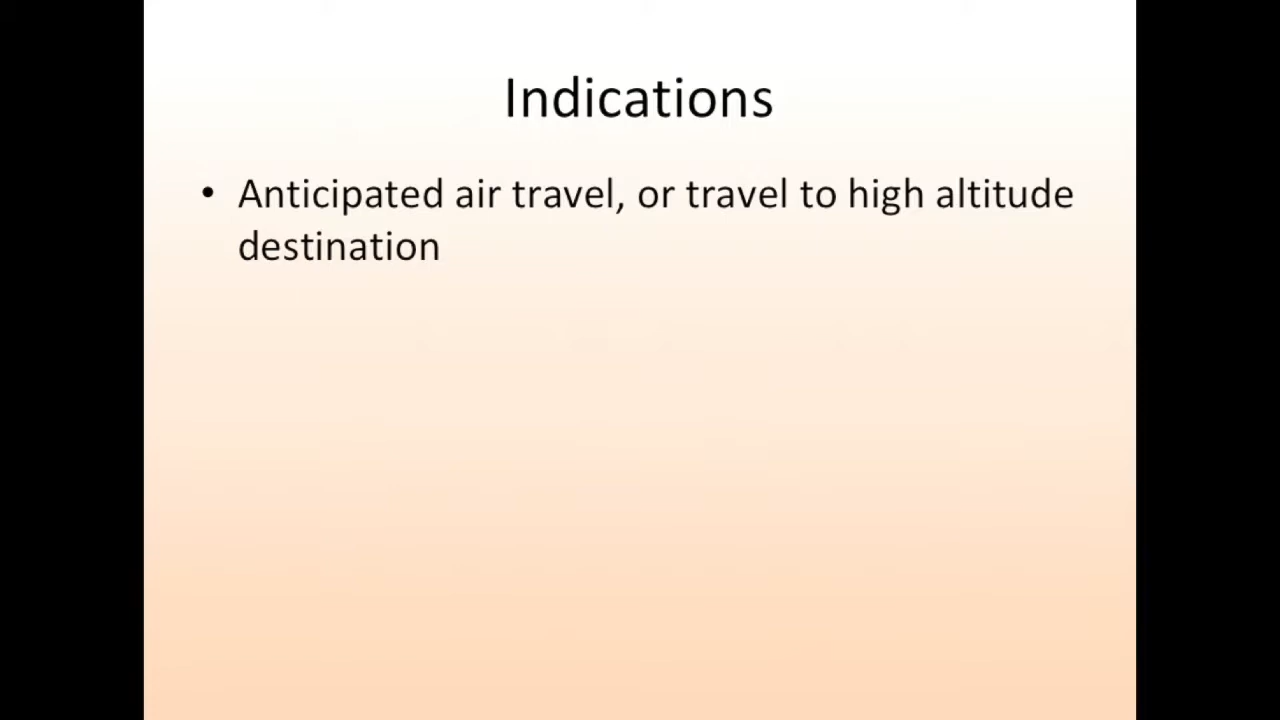 Indications
• Anticipated air travel, or travel to high altitude
destination